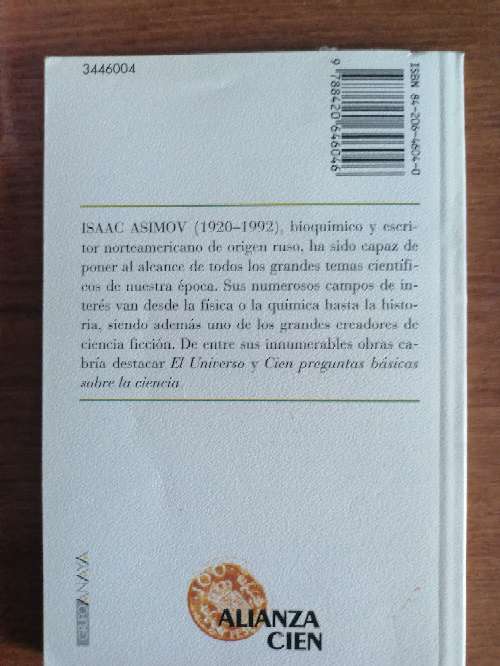 3446004
ISBN 84-206-4604-0
9 788420 646046
ISAAC ASIMOV (1920–1992), bioquímico y escri-
tor norteamericano de origen ruso, ha sido capaz de
poner al alcance de todos los grandes temas científi-
cos de nuestra época. Sus numerosos campos de in-
terés van desde la física o la química hasta la histo-
ria, siendo además uno de los grandes creadores de
ciencia ficción. De entre sus innumerables obras ca-
bría destacar El Universo y Cien preguntas básicas
sobre la ciencia
100
ALIANZA
CIEN